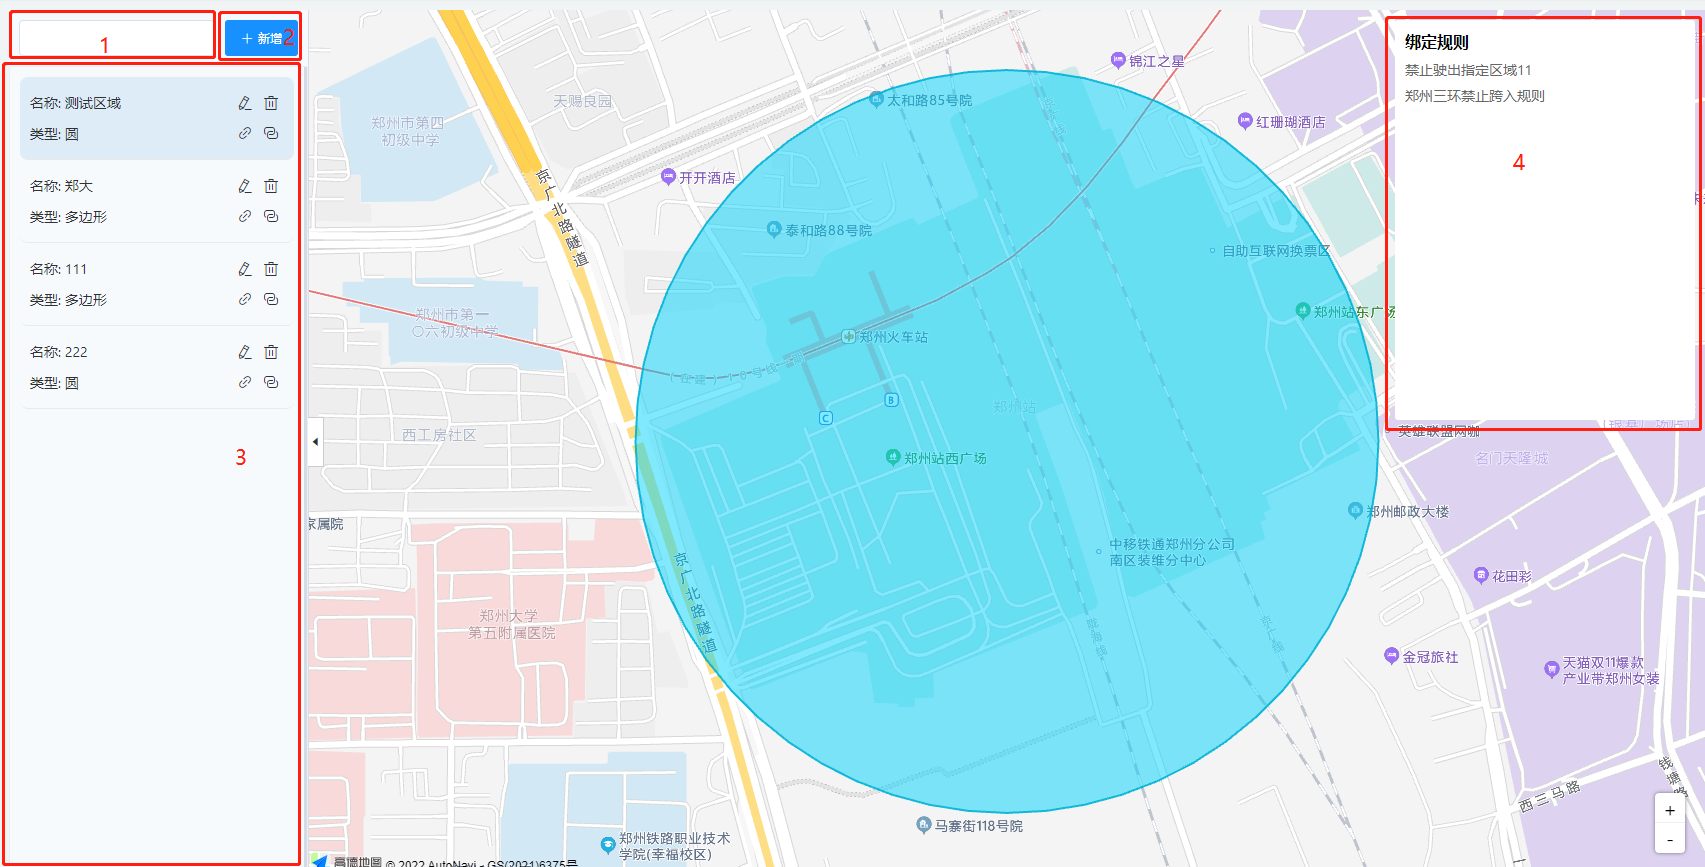 1
+ 新增
2
名称: 测试区域
类型: 圆
名称: 郑大
类型: 多边形
名称: 111
类型: 多边形
名称: 222
类型: 圆
3
绑定规则
禁止驶出指定区域11
郑州三环禁止跨入规则
4
锦江之星
太和路85号院
天赐良园
郑州市第四
初级中学
红珊瑚酒店
开开酒店
京广北路隧道
泰和路88号院
自助互联网换票区
郑州站东广场
郑州市第一
〇六初级中学
郑州火车站
(在建)10号线
B
郑州站
C
西工房社区
英雄联盟网咖
郑州站西广场
名门天隆城
郑州邮政大楼
家属院
中移铁通郑州分公司
南区装维分中心
京广北路隧道
花田彩
郑州大学
第五附属医院
陇海线
京广线
金冠旅社
天猫双11爆款
产业带郑州女装
钱塘路
西三马路
马寨街118号院
郑州铁路职业技术
学院(幸福校区)
+
-
高德地图 © 2022 AutoNavi - GS(2021)6375号